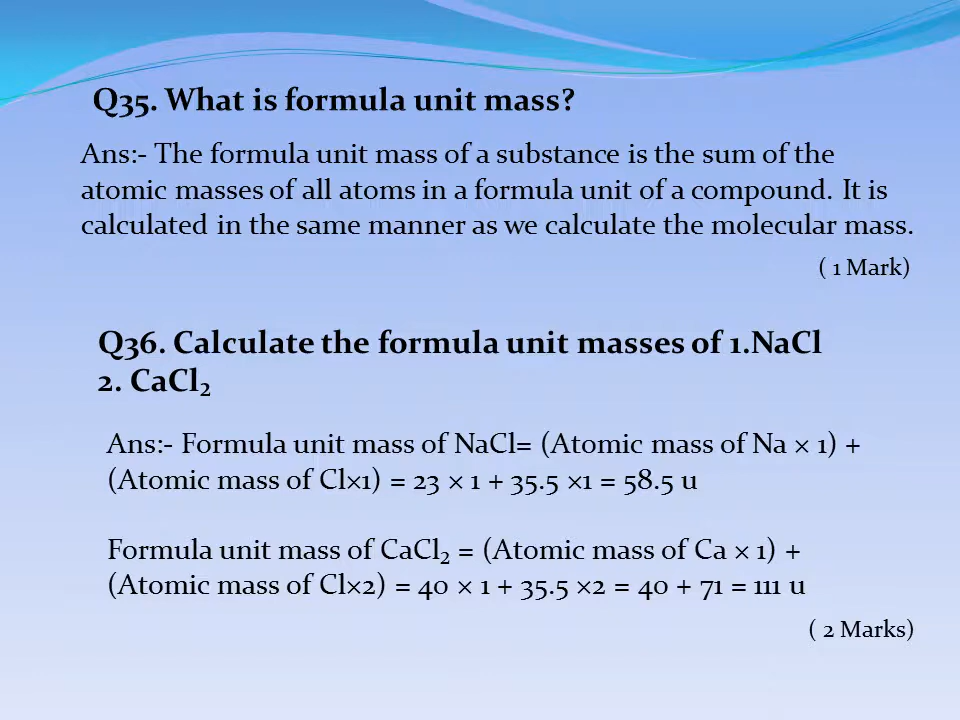 Q35. What is formula unit mass?
Ans:- The formula unit mass of a substance is the sum of the
atomic masses of all atoms in a formula unit of a compound. It is
calculated in the same manner as we calculate the molecular mass.
( 1 Mark)
Q36. Calculate the formula unit masses of 1.NaCl
2. CaCl₂
Ans:- Formula unit mass of NaCl= (Atomic mass of Na × 1) +
(Atomic mass of Cl×1) = 23 × 1 + 35.5 ×1 = 58.5 u
Formula unit mass of CaCl₂ = (Atomic mass of Ca × 1) +
(Atomic mass of Cl×2) = 40 × 1 + 35.5 ×2 = 40 + 71 = 111 u
( 2 Marks)